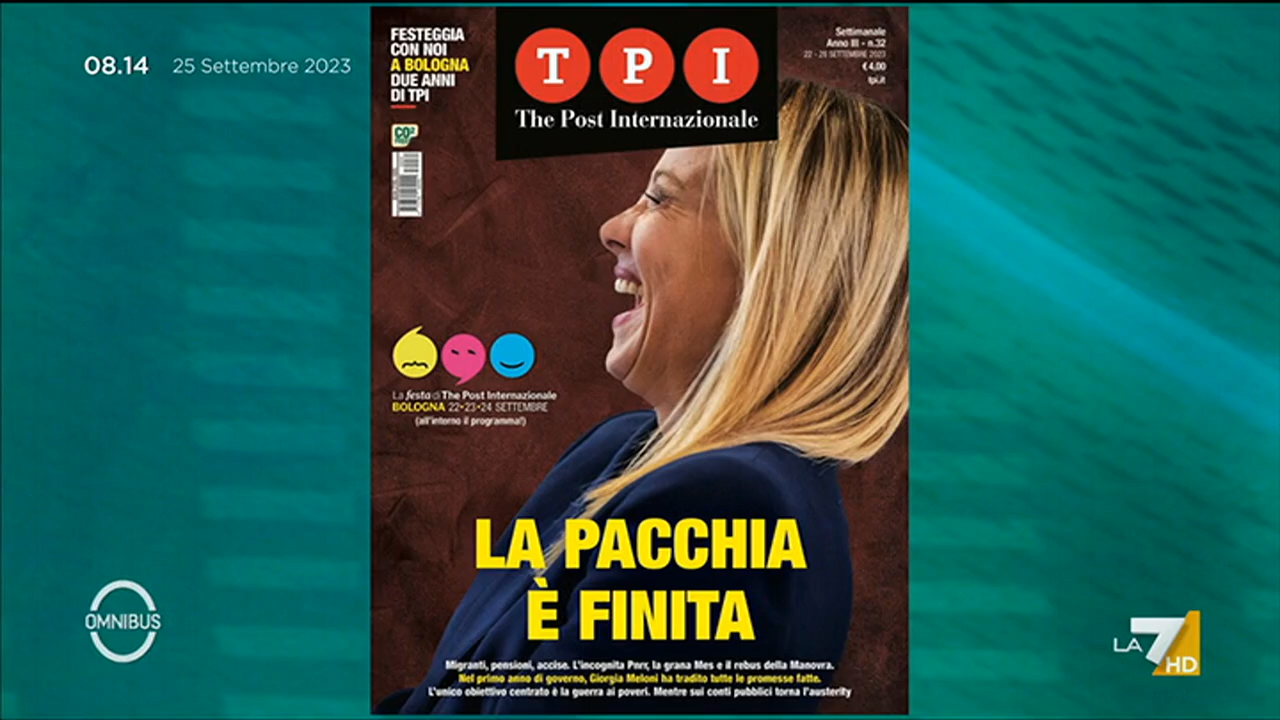 08.14 25 Settembre 2023
FESTEGGIA
CON NOI
A BOLOGNA
DUE ANNI
DI TPI
CO2
T P I
The Post Internazionale
Settimanale
Anno III - n.32
22 - 28 SETTEMBRE 2023
€ 4,00
tpi.it
La festa di The Post Internazionale
BOLOGNA 22•23•24 SETTEMBRE
(all'interno il programma!)
LA PACCHIA
È FINITA
Migranti, pensioni, accise. L'incognita Pnrr, la grana Mes e il rebus della Manovra.
Nel primo anno di governo, Giorgia Meloni ha tradito tutte le promesse fatte.
L'unico obiettivo centrato è la guerra ai poveri. Mentre sui conti pubblici torna l'austerity
OMNIBUS
LA 7 HD